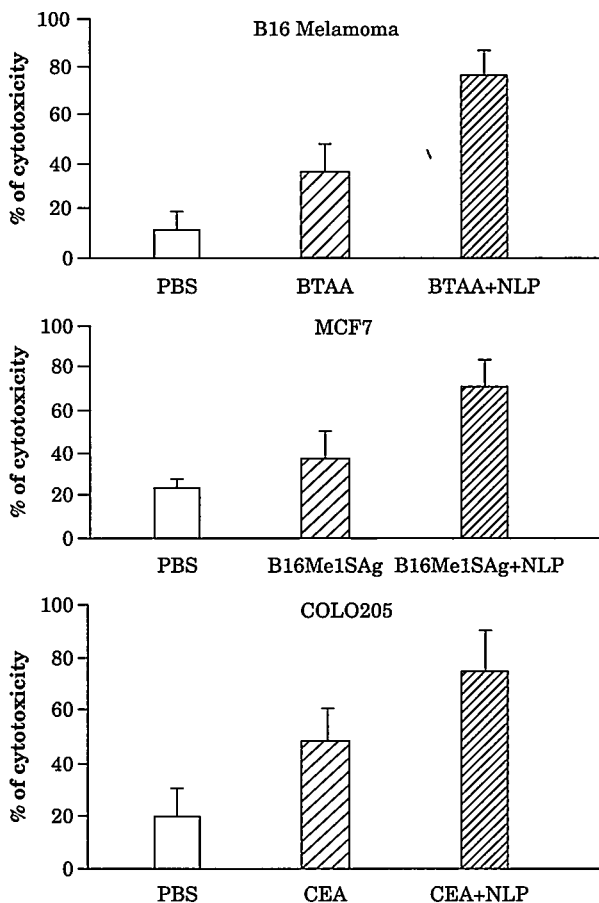 B16 Melamoma
% of cytotoxicity
100
80
60
40
20
0
PBS BTAA BTAA+NLP
MCF7
% of cytotoxicity
100
80
60
40
20
0
PBS B16Me1SAg B16Me1SAg+NLP
COLO205
% of cytotoxicity
100
80
60
40
20
0
PBS CEA CEA+NLP